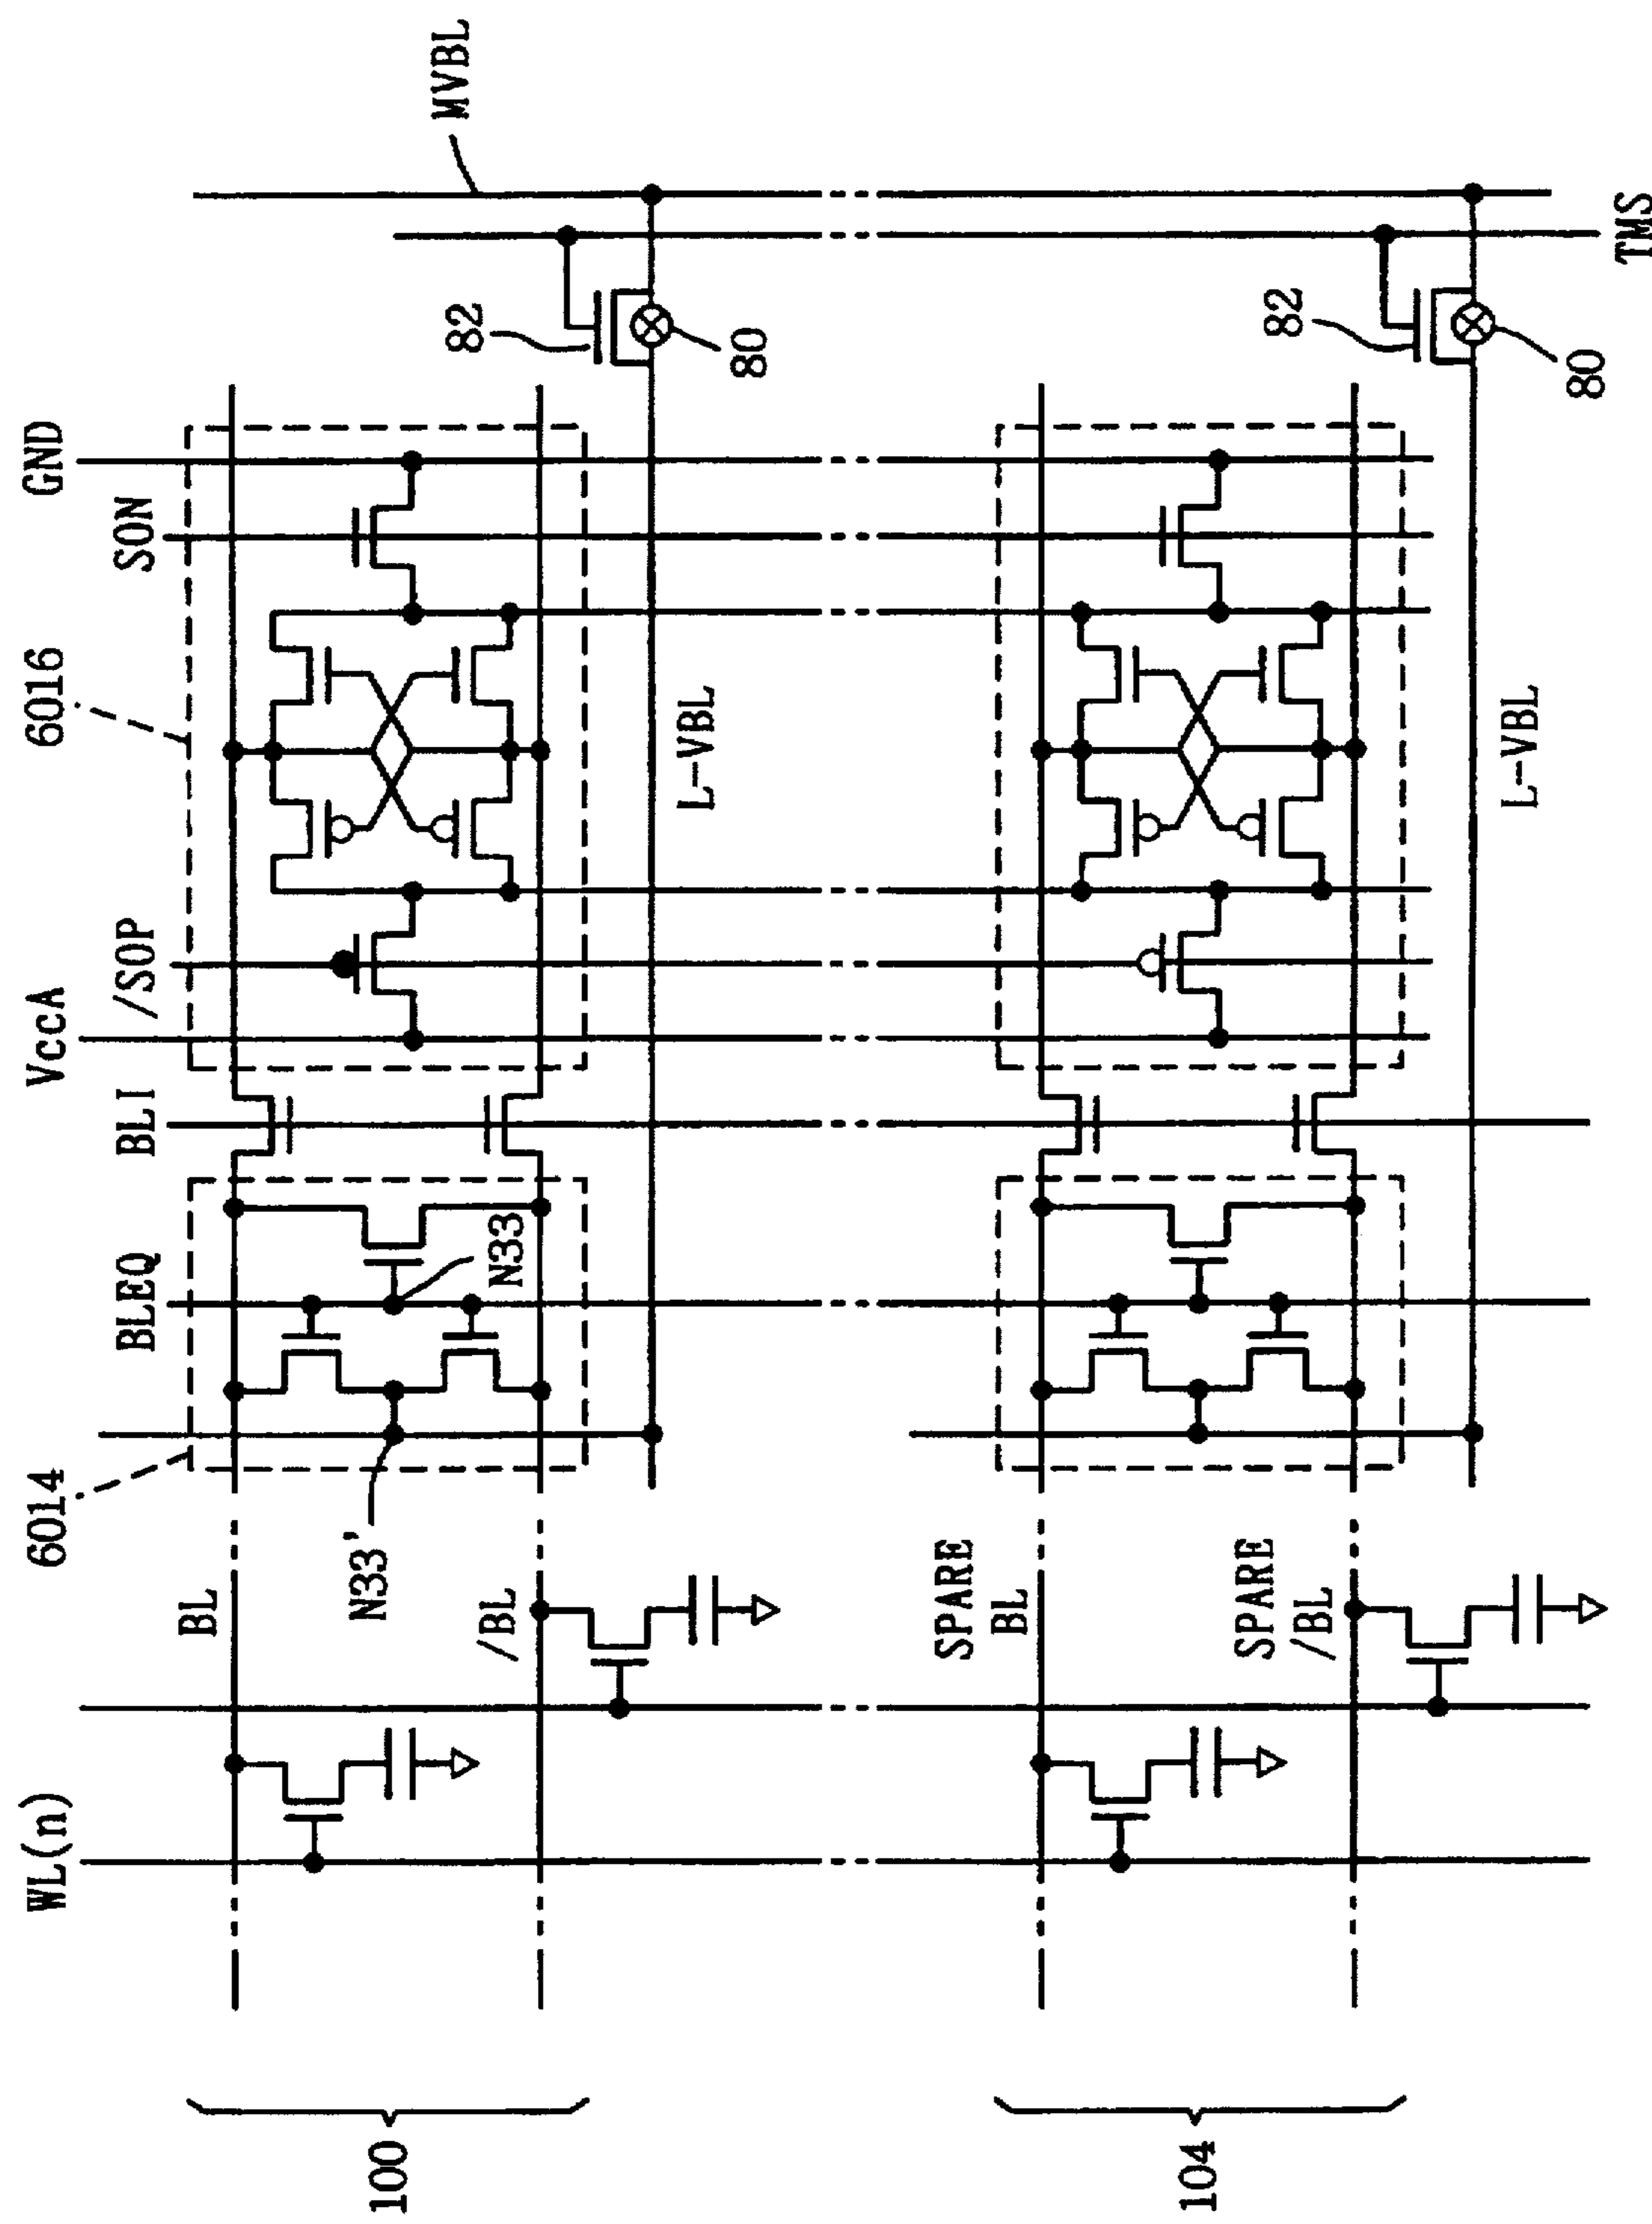 WL(n)
6014
BLEQ
BLI
VccA
/SOP
6016
SON
GND
MVBL
BL
N33'
N33
/BL
82
80
L-VBL
100
SPARE
BL
SPARE
/BL
82
80
L-VBL
TMS
104